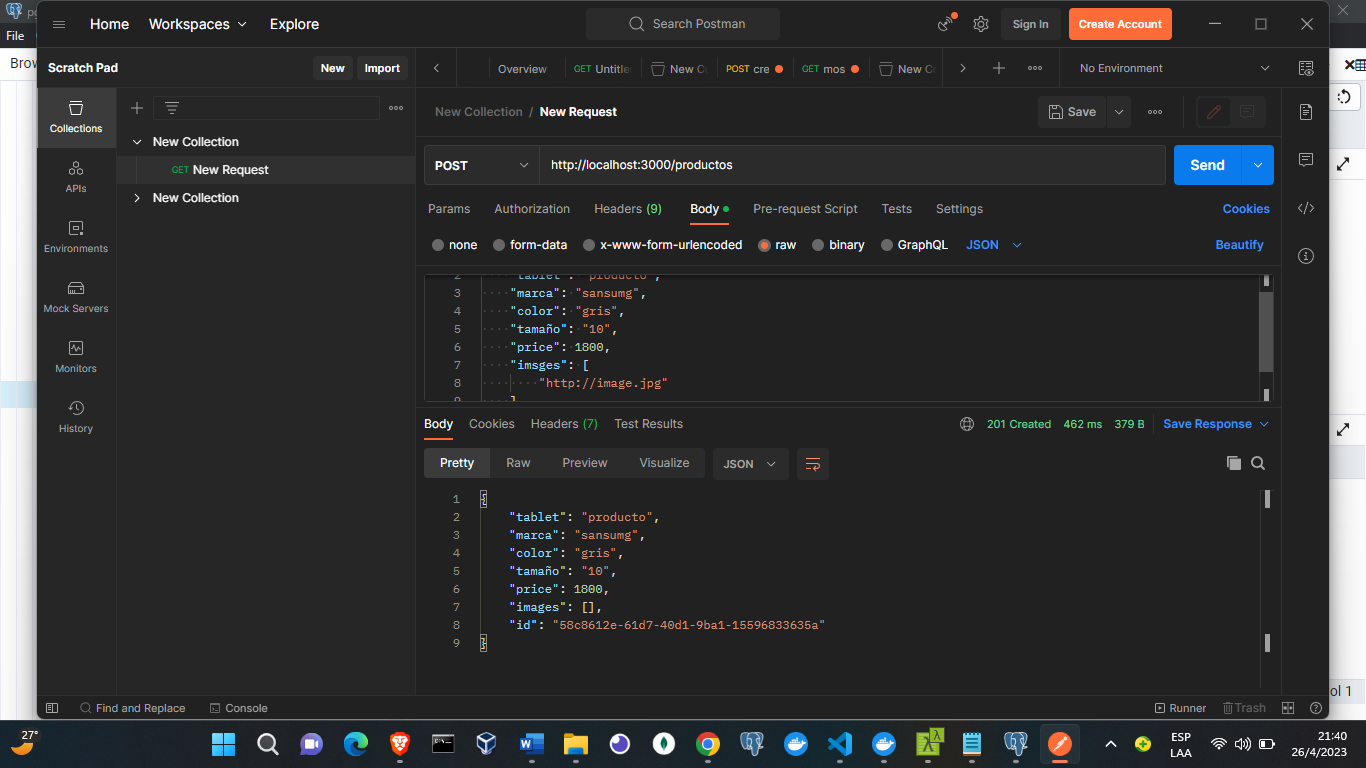 pg
File
Brow
Home Workspaces Explore
Search Postman
Sign In
Create Account
Scratch Pad
New
Import
Overview
GET Untitle
New C
POST cre
GET mos
New C
No Environment
Collections
APIs
Environments
Mock Servers
Monitors
History
New Collection
GET New Request
New Collection
New Collection / New Request
Save
POST
http://localhost:3000/productos
Send
Params Authorization Headers (9) Body Pre-request Script Tests Settings
Cookies
none form-data x-www-form-urlencoded raw binary GraphQL JSON
Beautify
2 "tablet": "producto",
3 "marca": "sansumg",
4 "color": "gris",
5 "tamaño": "10",
6 "price": 1800,
7 "imsges": [
8 "http://image.jpg"
9 ]
Body Cookies Headers (7) Test Results
201 Created 462 ms 379 B Save Response
Pretty Raw Preview Visualize JSON
1 {
2 "tablet": "producto",
3 "marca": "sansumg",
4 "color": "gris",
5 "tamaño": "10",
6 "price": 1800,
7 "images": [],
8 "id": "58c8612e-61d7-40d1-9ba1-15596833635a"
9 }
ol 1
Find and Replace Console
Runner Trash
27°
ESP
LAA
21:40
26/4/2023